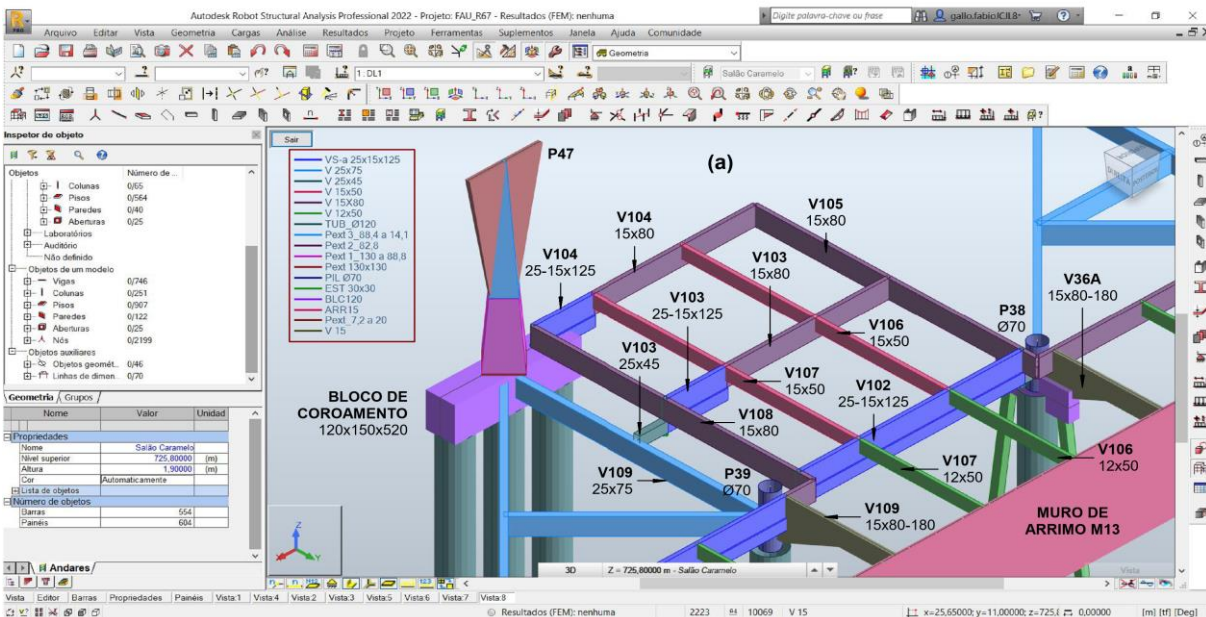 Autodesk Robot Structural Analysis Professional 2022 - Projeto: FAU_R67 - Resultados (FEM): nenhuma
Digite palavra-chave ou frase
gallo.fabioJCJL8
PRO
Arquivo Editar Vista Geometria Cargas Análise Resultados Projeto Ferramentas Suplementos Janela Ajuda Comunidade
Geometria
1: DL1
Salão Caramelo
Inspetor de objeto
Objetos Número de ...
Colunas 0/65
Pisos 0/564
Paredes 0/40
Aberturas 0/25
Laboratórios
Auditório
Não definido
Objetos de um modelo
Vigas 0/746
Colunas 0/251
Pisos 0/907
Paredes 0/122
Aberturas 0/25
Nós 0/2199
Objetos auxiliares
Objetos geomét... 0/46
Linhas de dimen... 0/70
Geometria Grupos
Nome Valor Unidad
Propriedades
Nome Salão Caramelo
Nível superior 725,80000 (m)
Altura 1,90000 (m)
Cor Automaticamente
Lista de objetos
Número de objetos
Barras 554
Painéis 604
Andares
Sair
VS-a 25x15x125
V 25x75
V 25x45
V 15x50
V 15X80
V 12x50
TUB_Ø120
Pext 3_88,4 a 14,1
Pext 2_82,8
Pext 1_130 a 88,8
Pext 130x130
PIL Ø70
EST 30x30
BLC120
ARR15
Pext_7,2 a 20
V 15
(a)
P47
V104
15x80
V105
15x80
V104
25-15x125
V103
15x80
V103
25-15x125
V36A
15x80-180
P38
Ø70
V103
25x45
V106
15x50
V107
15x50
V102
25-15x125
BLOCO DE
COROAMENTO
120x150x520
V108
15x80
V109
25x75
P39
Ø70
V107
12x50
V106
12x50
V109
15x80-180
MURO DE
ARRIMO M13
Z
X
Y
3D Z = 725,80000 m - Salão Caramelo
Vista
Vista Editor Barras Propriedades Painéis Vista:1 Vista:4 Vista:2 Vista:3 Vista:5 Vista:6 Vista:7 Vista:8
Resultados (FEM): nenhuma 2223 10069 V 15 x=25,65000; y=11,00000; z=725,8 0,00000 [m] [tf] [Deg]